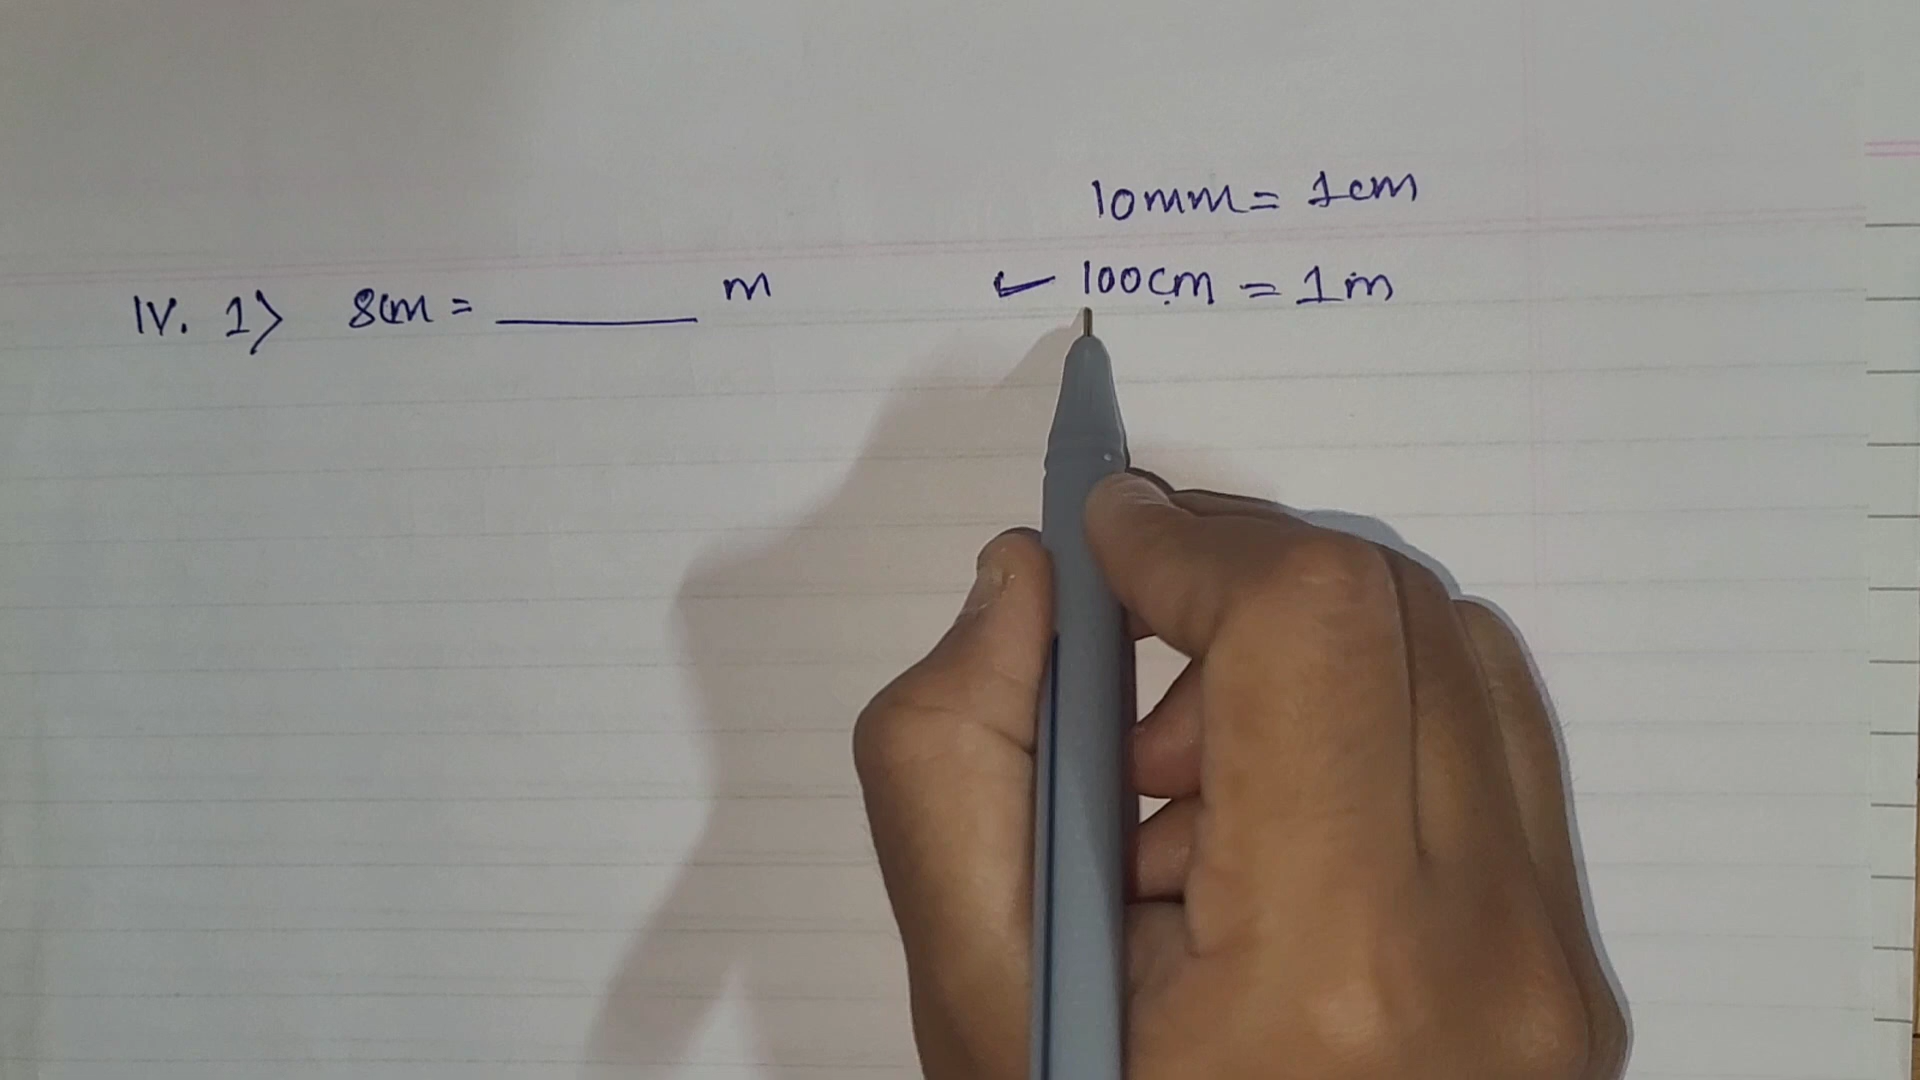 10mm = 1cm
✓ 100cm = 1m
IV. 1) 8cm = ______ m